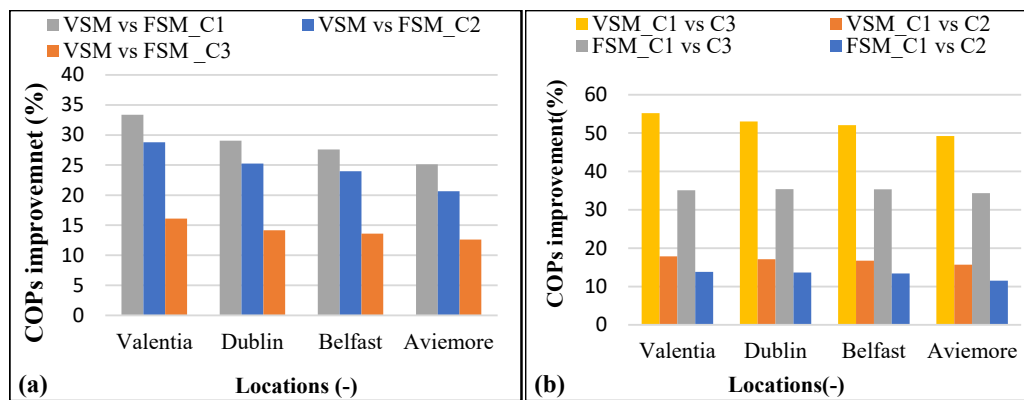 VSM vs FSM_C1 VSM vs FSM_C2
VSM vs FSM _C3
COPs improvemnet (%)
40
35
30
25
20
15
10
5
0
Valentia Dublin Belfast Aviemore
(a) Locations (-)
VSM_C1 vs C3 VSM_C1 vs C2
FSM_C1 vs C3 FSM_C1 vs C2
COPs improvement(%)
60
50
40
30
20
10
0
Valentia Dublin Belfast Aviemore
(b) Locations(-)